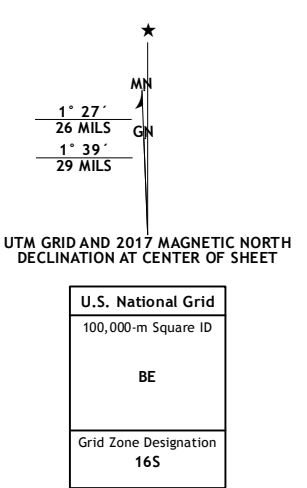 ★
MN
1° 27´
26 MILS
GN
1° 39´
29 MILS
UTM GRID AND 2017 MAGNETIC NORTH
DECLINATION AT CENTER OF SHEET
U.S. National Grid
100,000-m Square ID
BE
Grid Zone Designation
16S